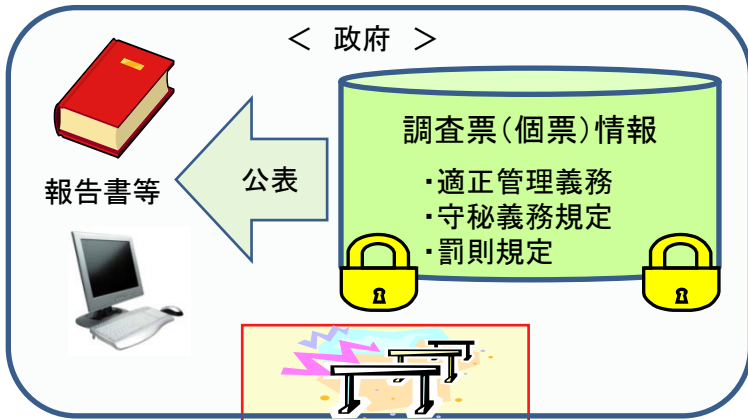 ＜ 政府 ＞
調査票（個票）情報
・適正管理義務
・守秘義務規定
・罰則規定
公表
報告書等